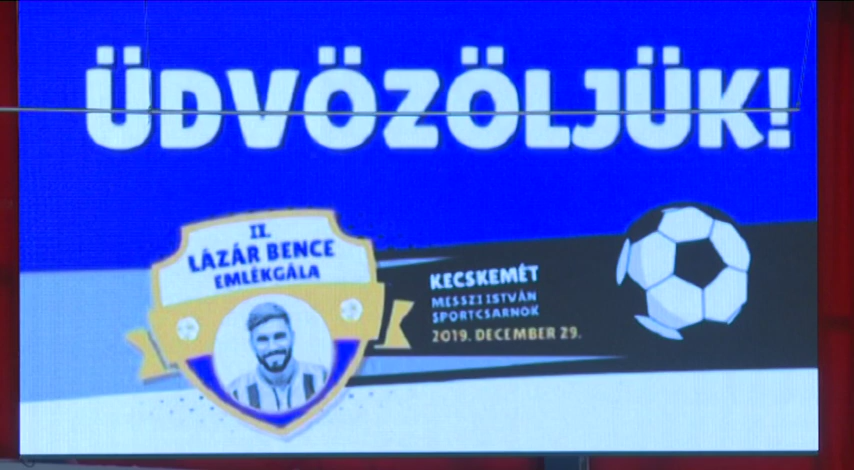 ÜDVÖZÖLJÜK!
II.
LÁZÁR BENCE
EMLÉKGÁLA
KECSKEMÉT
MESSZI ISTVÁN
SPORTCSARNOK
2019. DECEMBER 29.